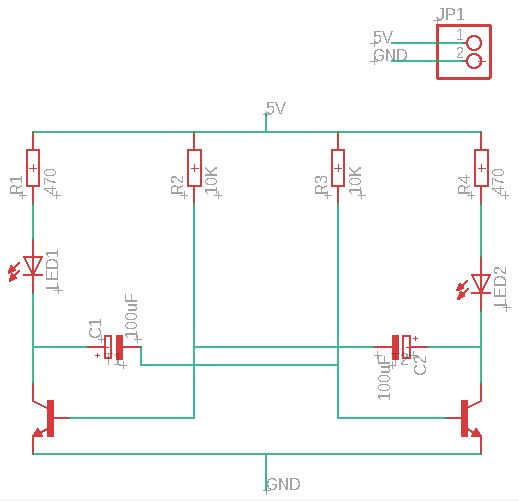 JP1
5V 1
GND 2
5V
R1 470
R2 10K
R3 10K
R4 470
LED1
LED2
C1 100uF
100uF C2
GND